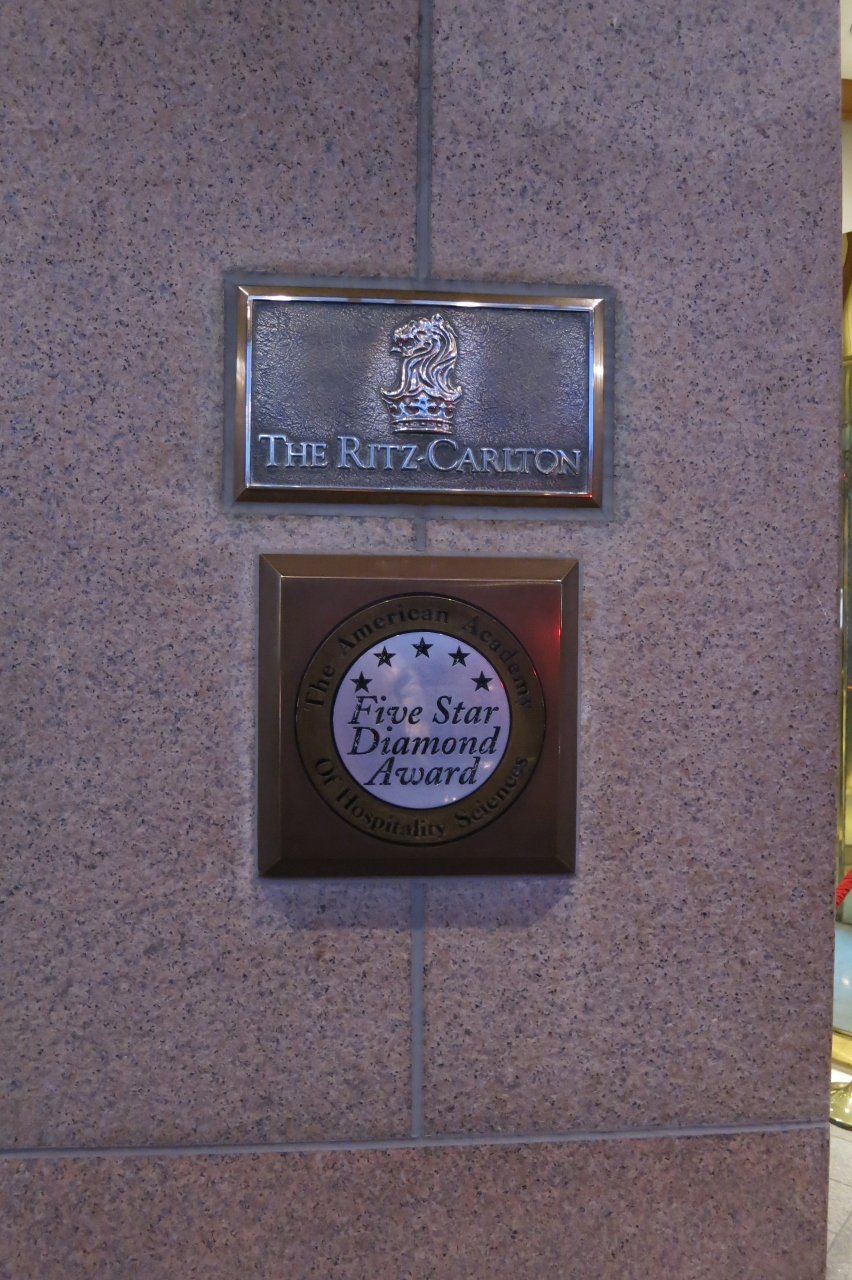 THE RITZ-CARLTON
The American Academy
Five Star
Diamond
Award
Of Hospitality Sciences